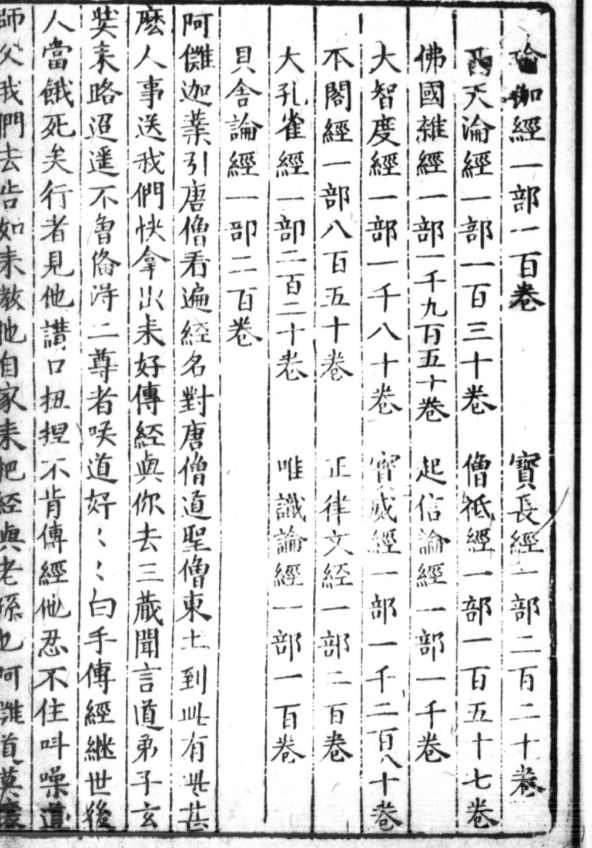 瑜伽經一部一百卷　寶長經一部二百二十卷
西天淪經一部一百三十卷　僧祗經一部一百五十七卷
佛國雜經一部一千九百五十卷　起信論經一部一千卷
大智度經一部一千八十卷　寶威經一部一千二百八十卷
本閣經一部八百五十卷　正律文經一部二百卷
大孔雀經一部二百二十卷　唯識論經一部一百卷
貝舍論經一部二百卷
阿儺迦葉引唐僧看遍經名對唐僧道聖僧東土到此有此甚
麽人事送我們快拿出來好傳經與你去三藏聞言道弟子玄
奘來路迢遥不曽俻淂二尊者咲道好〻〻白手傳經繼世後
人當餓死矣行者見他講口扭捏不肯傳經他忍不住呌噪道
師父我們去告如來教他自家來把經與老孫也阿儺道莫嚷